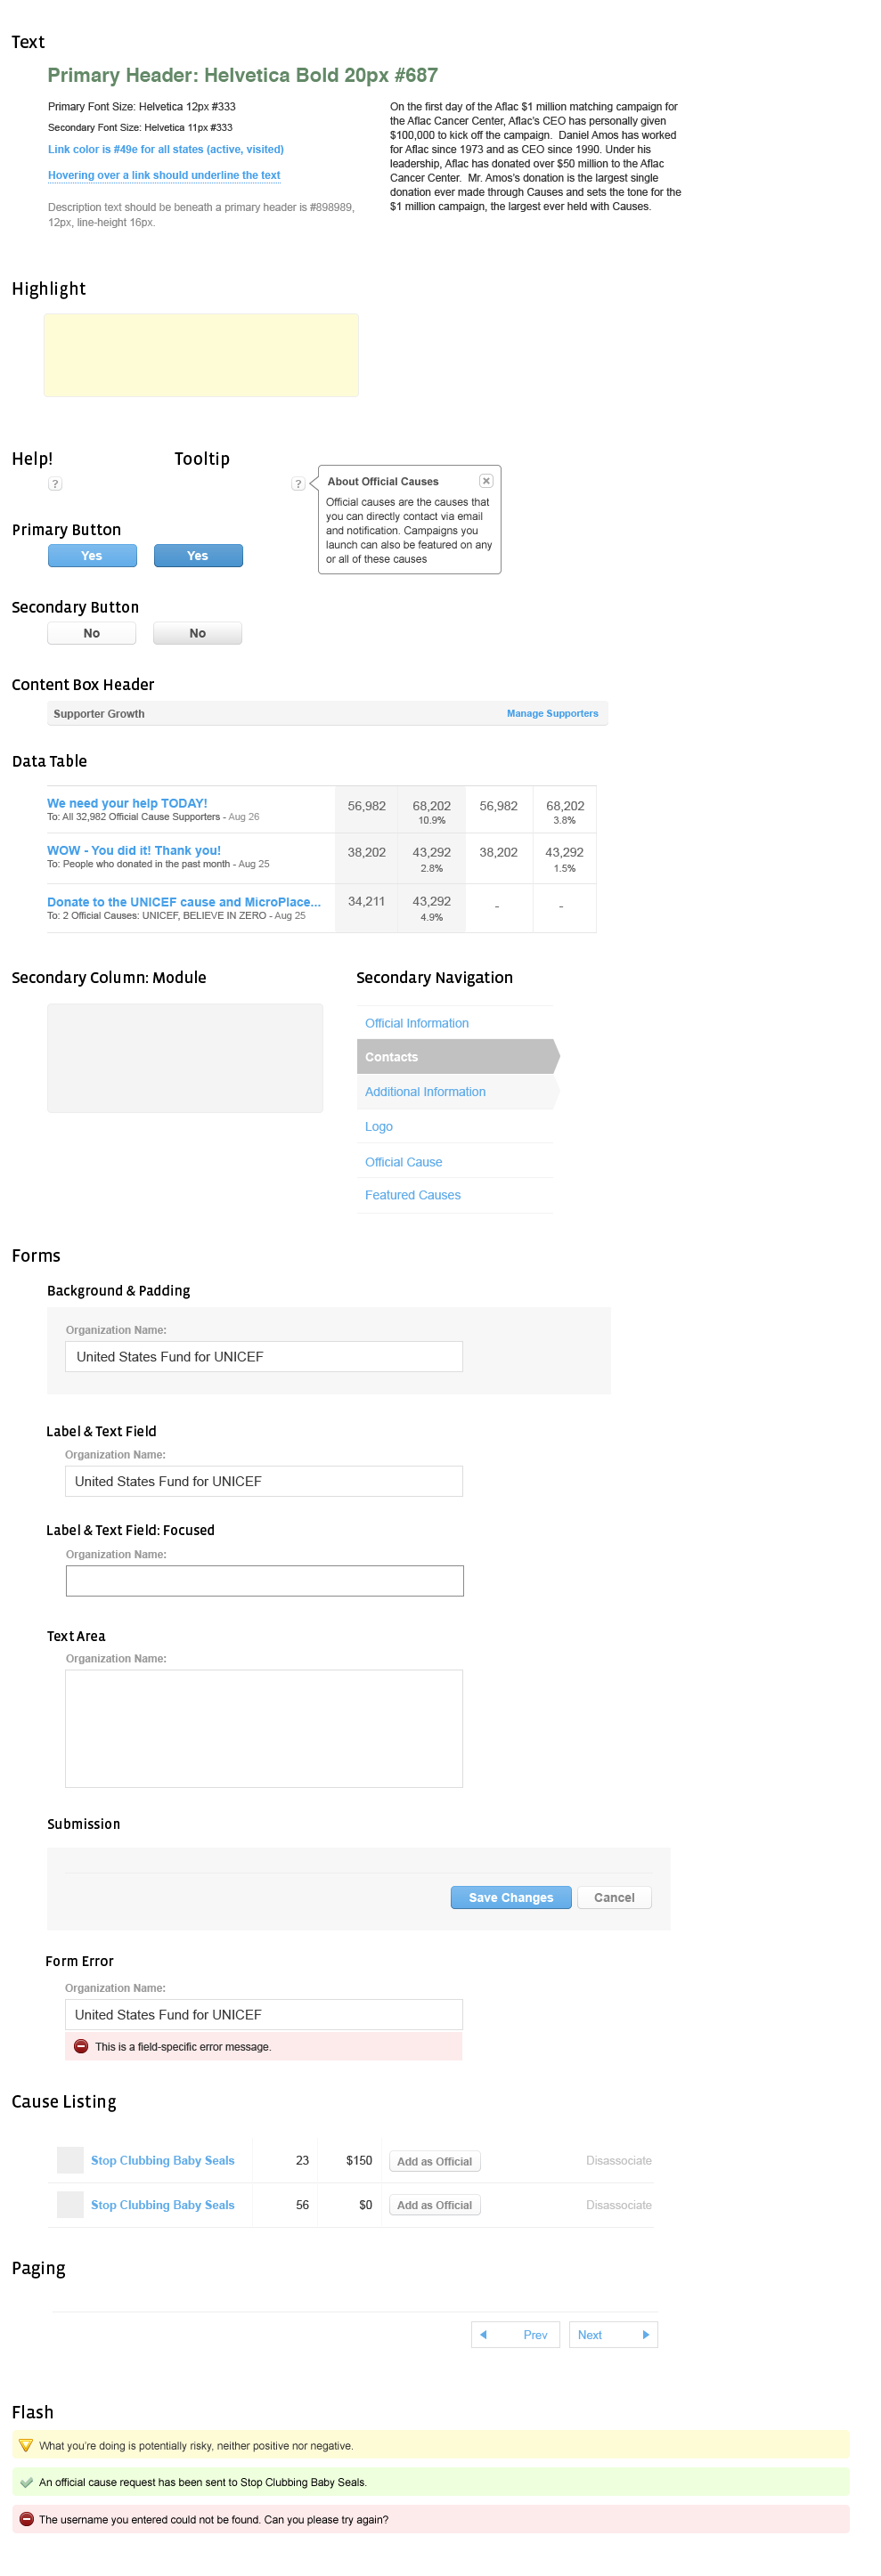 Text
Primary Header: Helvetica Bold 20px #687
Primary Font Size: Helvetica 12px #333
Secondary Font Size: Helvetica 11px #333
Link color is #49e for all states (active, visited)
Hovering over a link should underline the text
Description text should be beneath a primary header is #898989,
12px, line-height 16px.
On the first day of the Aflac $1 million matching campaign for
the Aflac Cancer Center, Aflac's CEO has personally given
$100,000 to kick off the campaign.  Daniel Amos has worked
for Aflac since 1973 and as CEO since 1990. Under his
leadership, Aflac has donated over $50 million to the Aflac
Cancer Center.  Mr. Amos's donation is the largest single
donation ever made through Causes and sets the tone for the
$1 million campaign, the largest ever held with Causes.
Highlight
Help!
?
Tooltip
?
About Official Causes
Official causes are the causes that
you can directly contact via email
and notification. Campaigns you
launch can also be featured on any
or all of these causes
Primary Button
Yes
Yes
Secondary Button
No
No
Content Box Header
Supporter Growth
Manage Supporters
Data Table
We need your help TODAY!
To: All 32,982 Official Cause Supporters - Aug 26
56,982
68,202
10.9%
56,982
68,202
3.8%
WOW - You did it! Thank you!
To: People who donated in the past month - Aug 25
38,202
43,292
2.8%
38,202
43,292
1.5%
Donate to the UNICEF cause and MicroPlace...
To: 2 Official Causes: UNICEF, BELIEVE IN ZERO - Aug 25
34,211
43,292
4.9%
-
-
Secondary Column: Module
Secondary Navigation
Official Information
Contacts
Additional Information
Logo
Official Cause
Featured Causes
Forms
Background & Padding
Organization Name:
United States Fund for UNICEF
Label & Text Field
Organization Name:
United States Fund for UNICEF
Label & Text Field: Focused
Organization Name:
Text Area
Organization Name:
Submission
Save Changes
Cancel
Form Error
Organization Name:
United States Fund for UNICEF
This is a field-specific error message.
Cause Listing
Stop Clubbing Baby Seals
23
$150
Add as Official
Disassociate
Stop Clubbing Baby Seals
56
$0
Add as Official
Disassociate
Paging
Prev
Next
Flash
What you're doing is potentially risky, neither positive nor negative.
An official cause request has been sent to Stop Clubbing Baby Seals.
The username you entered could not be found. Can you please try again?